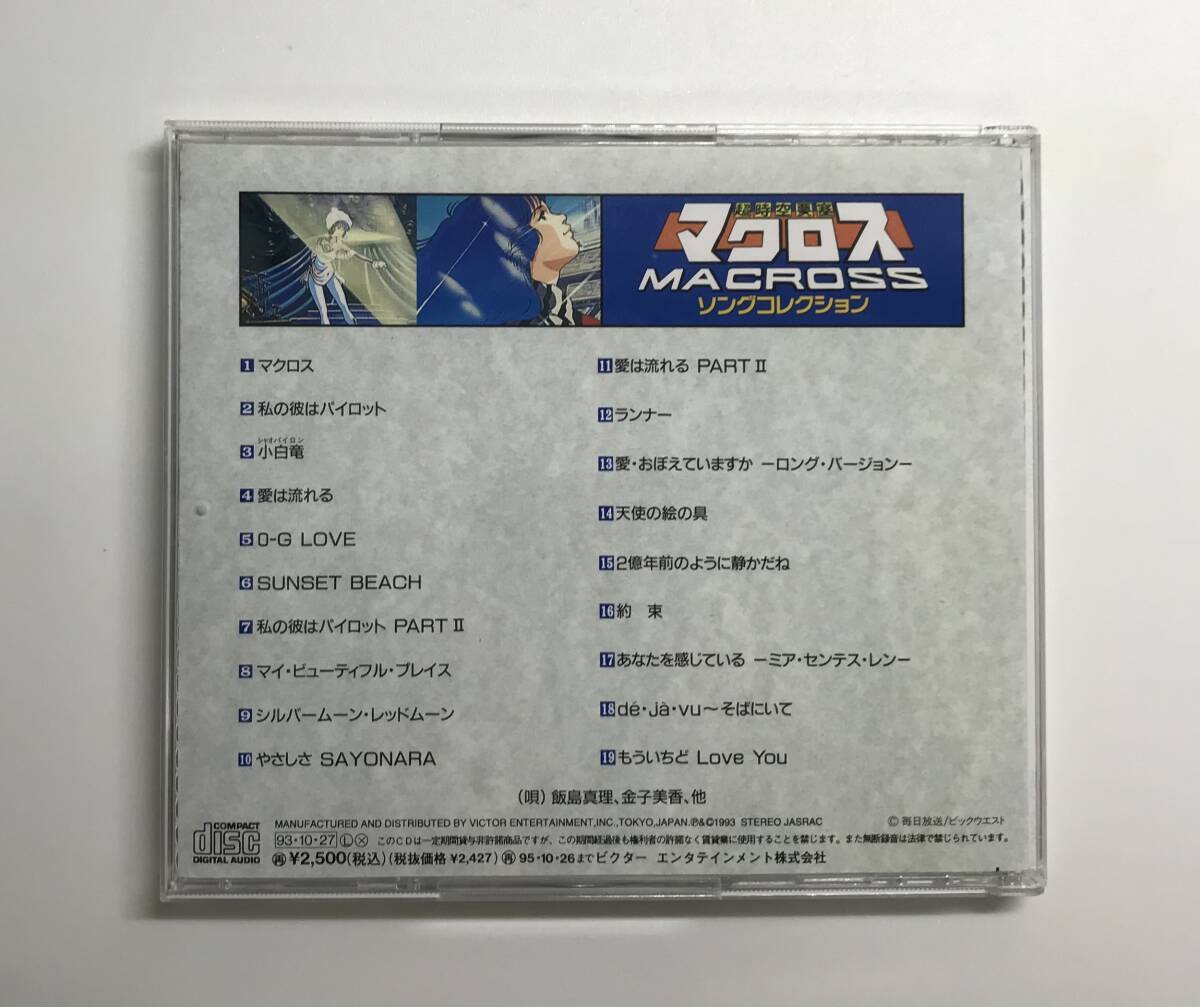 超時空要塞
マクロス
MACROSS
ソングコレクション
1 マクロス
2 私の彼はパイロット
シャオパイロン
3 小白竜
4 愛は流れる
5 0-G LOVE
6 SUNSET BEACH
7 私の彼はパイロット PART II
8 マイ・ビューティフル・プレイス
9 シルバームーン・レッドムーン
10 やさしさ SAYONARA
11 愛は流れる PART II
12 ランナー
13 愛・おぼえていますか ーロング・バージョンー
14 天使の絵の具
15 2億年前のように静かだね
16 約 束
17 あなたを感じている ーミア・センテス・レンー
18 dé・jà・vu〜そばにいて
19 もういちど Love You
(唄) 飯島真理、金子美香、他
COMPACT
disc
DIGITAL AUDIO
MANUFACTURED AND DISTRIBUTED BY VICTOR ENTERTAINMENT,INC.,TOKYO,JAPAN.℗&©1993 STEREO JASRAC
© 毎日放送/ビックウエスト
93・10・27 Ⓛ ⓧ このCDは一定期間貸与非許諾商品ですが、この期間経過後も権利者の許諾なく賃貸業に使用することを禁じます。また無断録音は法律で禁じられています。
㊢ ¥2,500(税込)(税抜価格 ¥2,427) ㊢ 95・10・26まで ビクター エンタテインメント株式会社